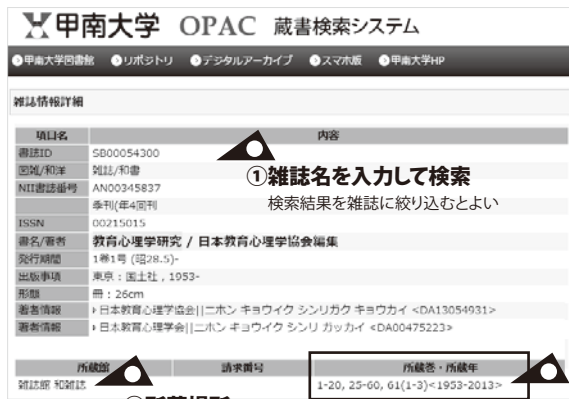 甲南大学 OPAC 蔵書検索システム
甲南大学図書館 リポジトリ デジタルアーカイブ スマホ版 甲南大学HP
雑誌情報詳細
項目名 内容
書誌ID SB00054300
図雑/和洋 雑誌/和書
NII書誌番号 AN00345837
季刊(年4回刊
ISSN 00215015
書名/著者 教育心理学研究 / 日本教育心理学協会編集
発行期間 1巻1号 (昭28.5)-
出版事項 東京 : 国土社 , 1953-
形態 冊 : 26cm
著者情報 日本教育心理学協会||ニホン キョウイク シンリガク キョウカイ <DA13054931>
著者情報 日本教育心理学会||ニホン キョウイク シンリ ガッカイ <DA00475223>
①雑誌名を入力して検索
検索結果を雑誌に絞り込むとよい
所蔵館 請求番号 所蔵巻・所蔵年
雑誌館 和雑誌 1-20, 25-60, 61(1-3)<1953-2013>